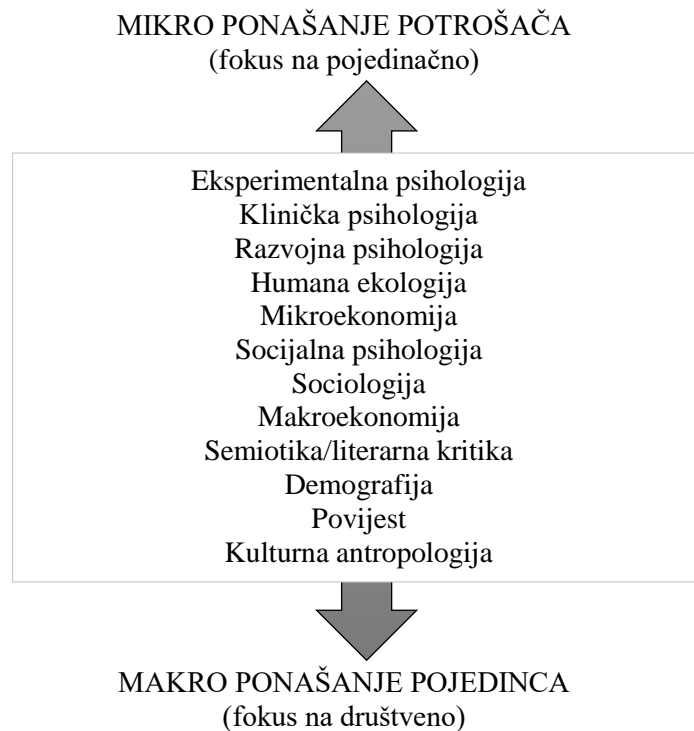 MIKRO PONAŠANJE POTROŠAČA
(fokus na pojedinačno)
Eksperimentalna psihologija
Klinička psihologija
Razvojna psihologija
Humana ekologija
Mikroekonomija
Socijalna psihologija
Sociologija
Makroekonomija
Semiotika/literarna kritika
Demografija
Povijest
Kulturna antropologija
MAKRO PONAŠANJE POJEDINCA
(fokus na društveno)